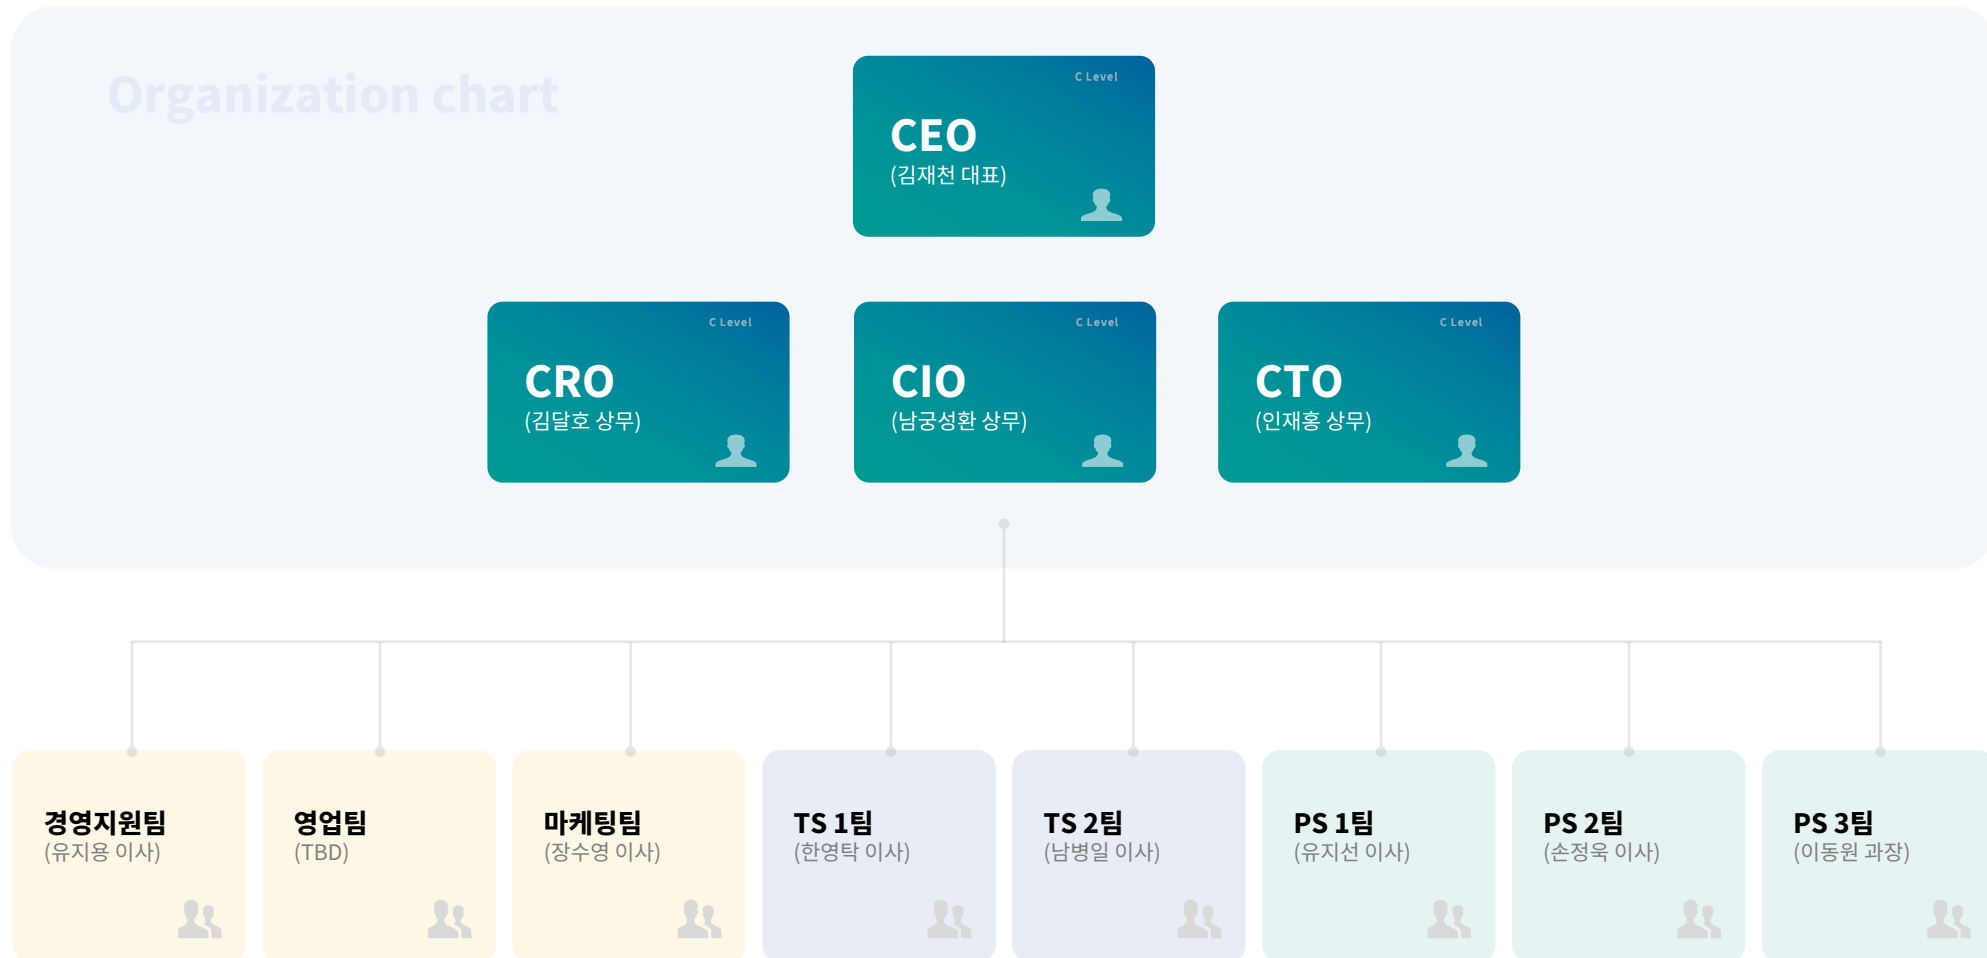 Organization chart
C Level
CEO
(김재천 대표)
C Level
CRO
(김달호 상무)
C Level
CIO
(남궁성환 상무)
C Level
CTO
(인재홍 상무)
경영지원팀
(유지용 이사)
영업팀
(TBD)
마케팅팀
(장수영 이사)
TS 1팀
(한영탁 이사)
TS 2팀
(남병일 이사)
PS 1팀
(유지선 이사)
PS 2팀
(손정욱 이사)
PS 3팀
(이동원 과장)